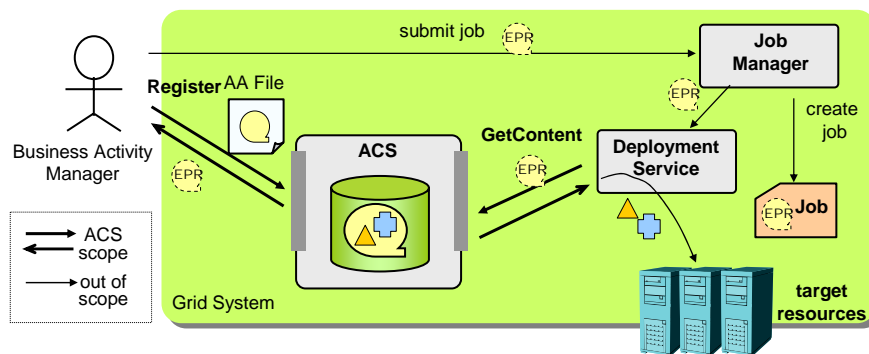 submit job
EPR
Job
Manager
Register
AA File
EPR
create
job
GetContent
ACS
Deployment
Service
Business Activity
Manager
EPR
EPR
EPR
Job
ACS
scope
out of
scope
Grid System
target
resources